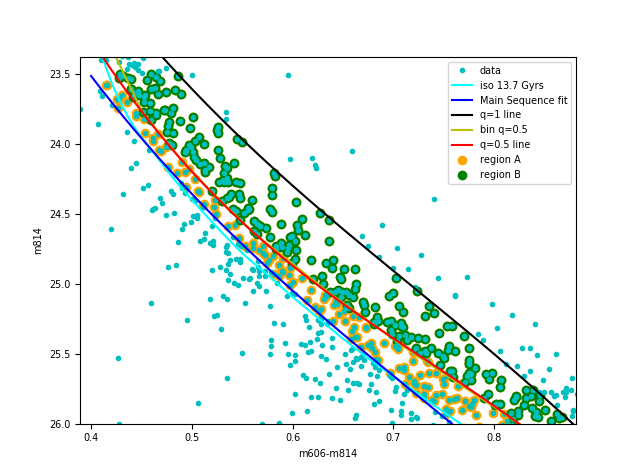 data
iso 13.7 Gyrs
Main Sequence fit
q=1 line
bin q=0.5
q=0.5 line
region A
region B
23.5
24.0
24.5
25.0
25.5
26.0
m814
0.4 0.5 0.6 0.7 0.8
m606-m814